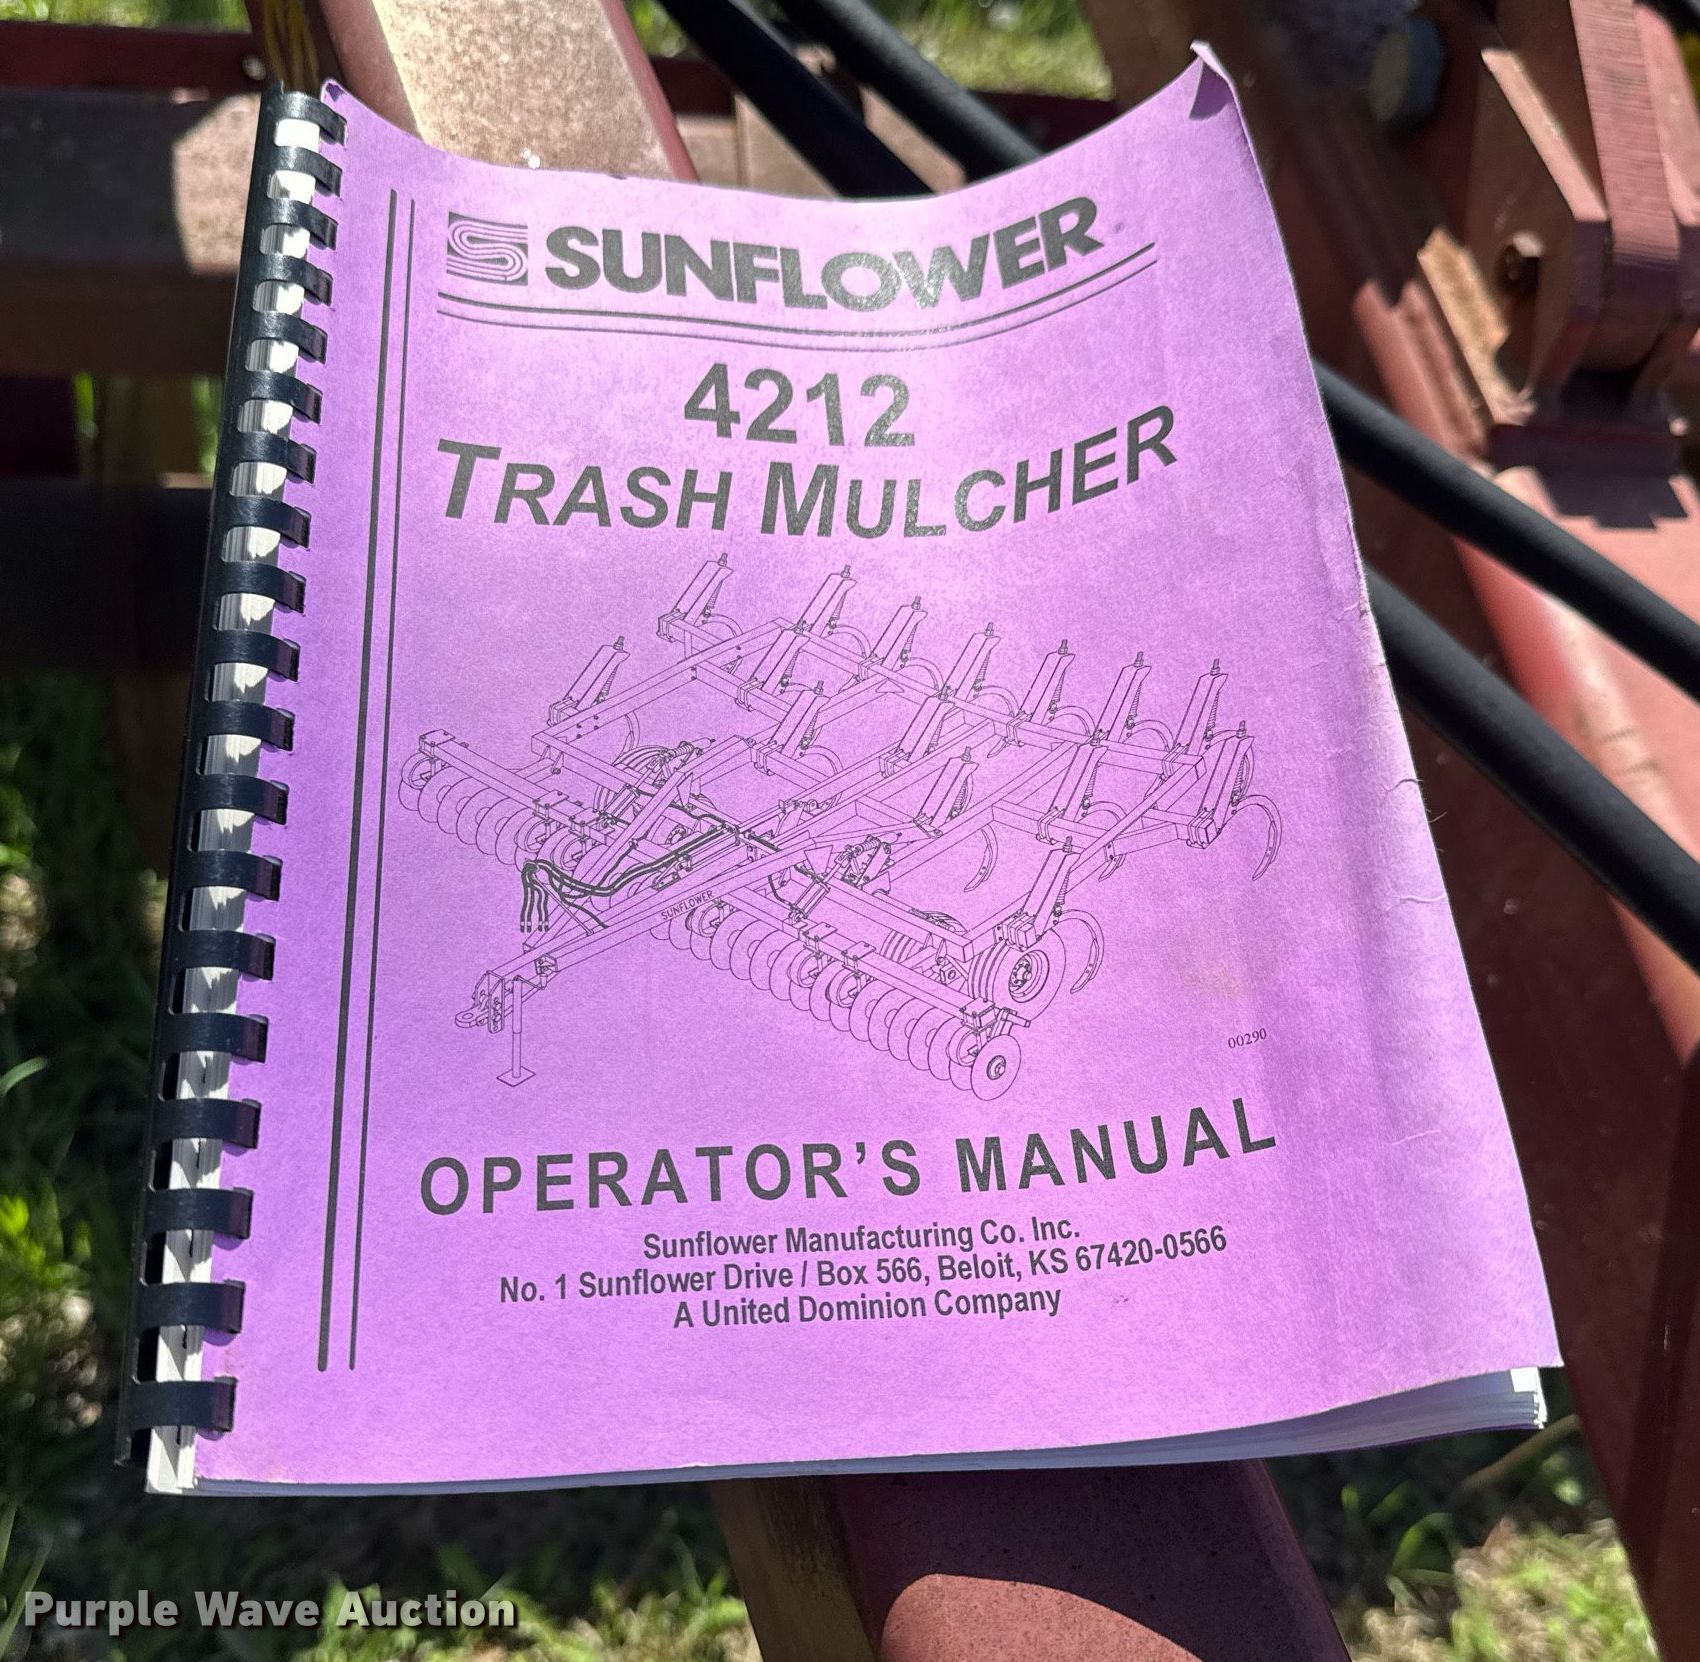 SUNFLOWER®
4212
TRASH MULCHER
SUNFLOWER
00290
OPERATOR'S MANUAL
Sunflower Manufacturing Co. Inc.
No. 1 Sunflower Drive / Box 566, Beloit, KS 67420-0566
A United Dominion Company
Purple Wave Auction